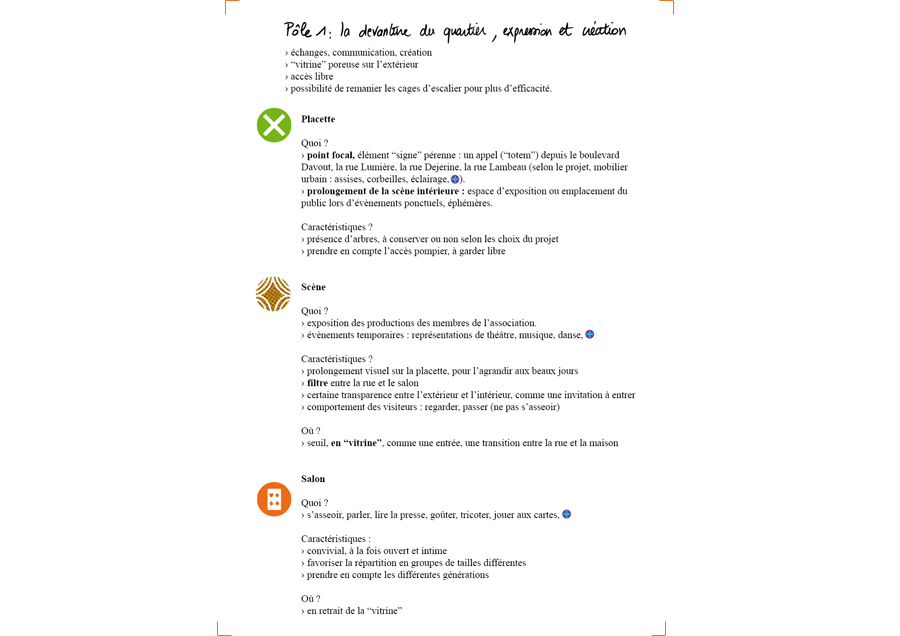 Pôle 1: la devanture du quartier, expression et création
› échanges, communication, création
› “vitrine” poreuse sur l’extérieur
› accès libre
› possibilité de remanier les cages d’escalier pour plus d’efficacité.
Placette
Quoi ?
› point focal, élément “signe” pérenne : un appel (“totem”) depuis le boulevard
Davout, la rue Lumière, la rue Dejerine, la rue Lambeau (selon le projet, mobilier
urbain : assises, corbeilles, éclairage, ).
› prolongement de la scène intérieure : espace d’exposition ou emplacement du
public lors d’évènements ponctuels, éphémères.
Caractéristiques ?
› présence d’arbres, à conserver ou non selon les choix du projet
› prendre en compte l’accès pompier, à garder libre
Scène
Quoi ?
› exposition des productions des membres de l’association.
› évènements temporaires : représentations de théâtre, musique, danse,
Caractéristiques ?
› prolongement visuel sur la placette, pour l’agrandir aux beaux jours
› filtre entre la rue et le salon
› certaine transparence entre l’extérieur et l’intérieur, comme une invitation à entrer
› comportement des visiteurs : regarder, passer (ne pas s’asseoir)
Où ?
› seuil, en “vitrine”, comme une entrée, une transition entre la rue et la maison
Salon
Quoi ?
› s’asseoir, parler, lire la presse, goûter, tricoter, jouer aux cartes,
Caractéristiques :
› convivial, à la fois ouvert et intime
› favoriser la répartition en groupes de tailles différentes
› prendre en compte les différentes générations
Où ?
› en retrait de la “vitrine”